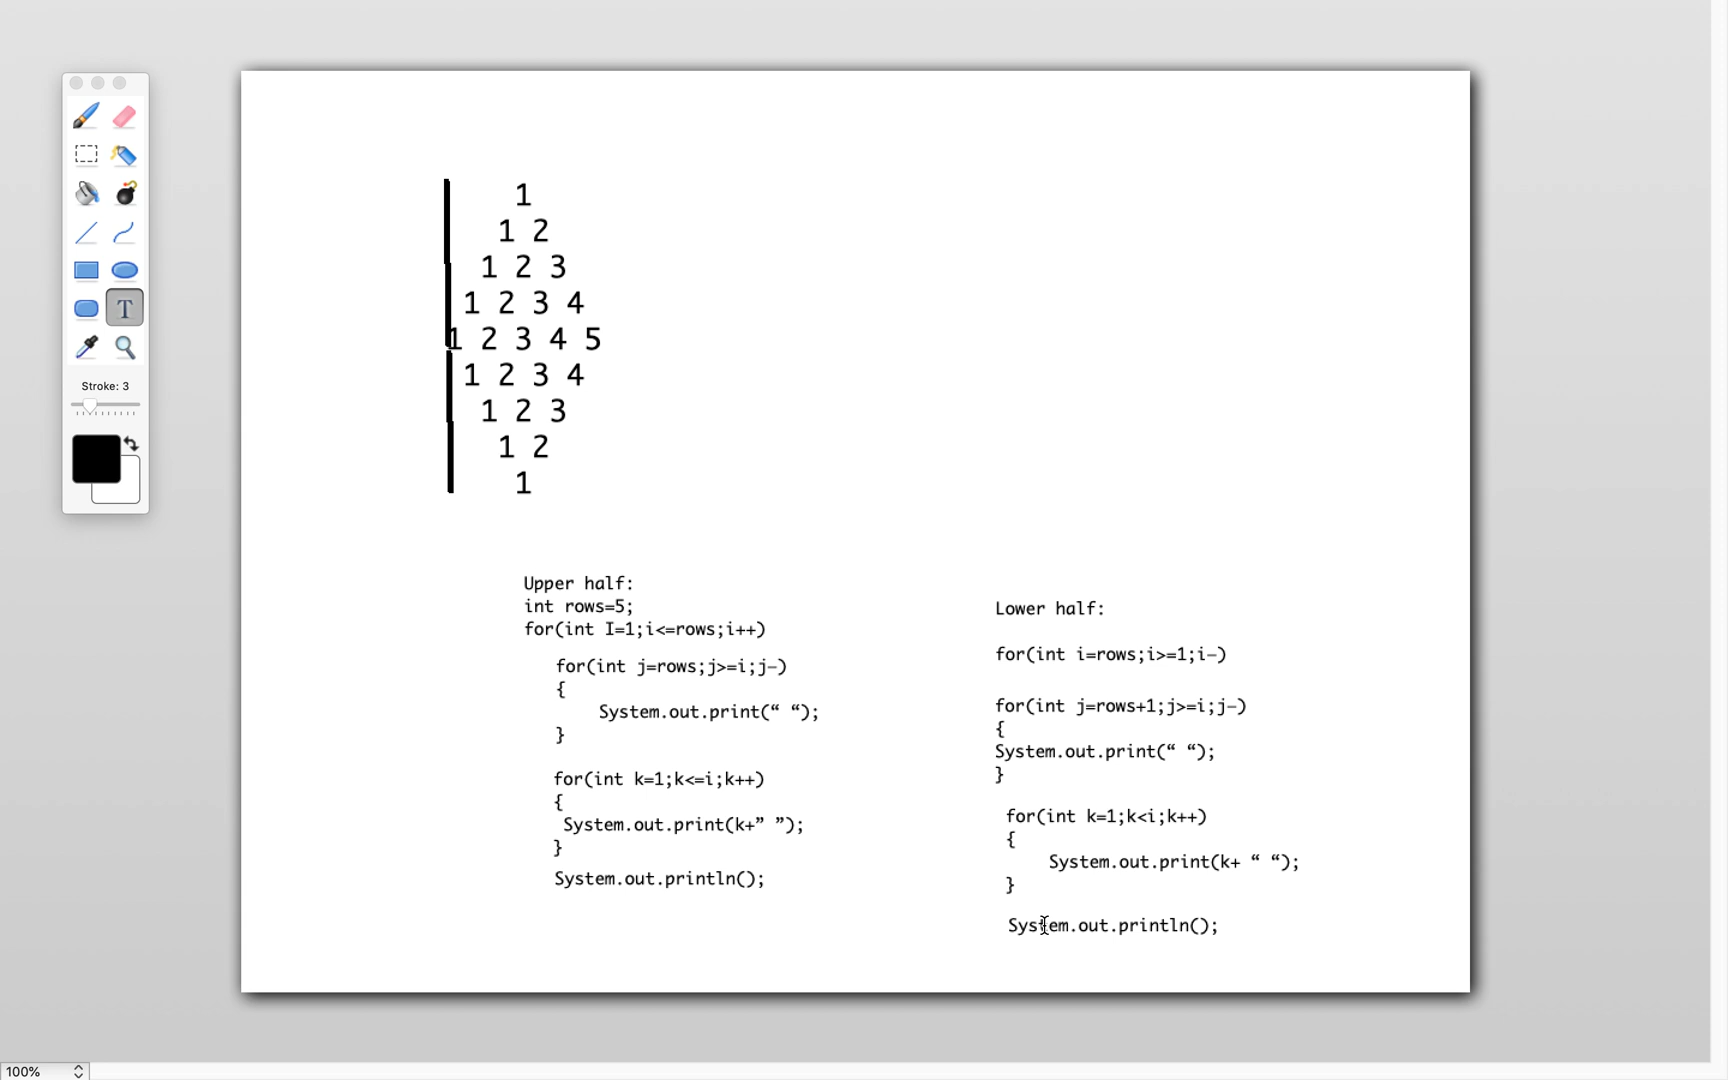 Stroke: 3
1
1 2
1 2 3
1 2 3 4
1 2 3 4 5
1 2 3 4
1 2 3
1 2
1
Upper half:
int rows=5;
for(int I=1;i<=rows;i++)
for(int j=rows;j>=i;j–)
{
System.out.print(“ “);
}
for(int k=1;k<=i;k++)
{
System.out.print(k+” ”);
}
System.out.println();
Lower half:
for(int i=rows;i>=1;i–)
for(int j=rows+1;j>=i;j–)
{
System.out.print(“ “);
}
for(int k=1;k<i;k++)
{
System.out.print(k+ “ “);
}
System.out.println();
100%